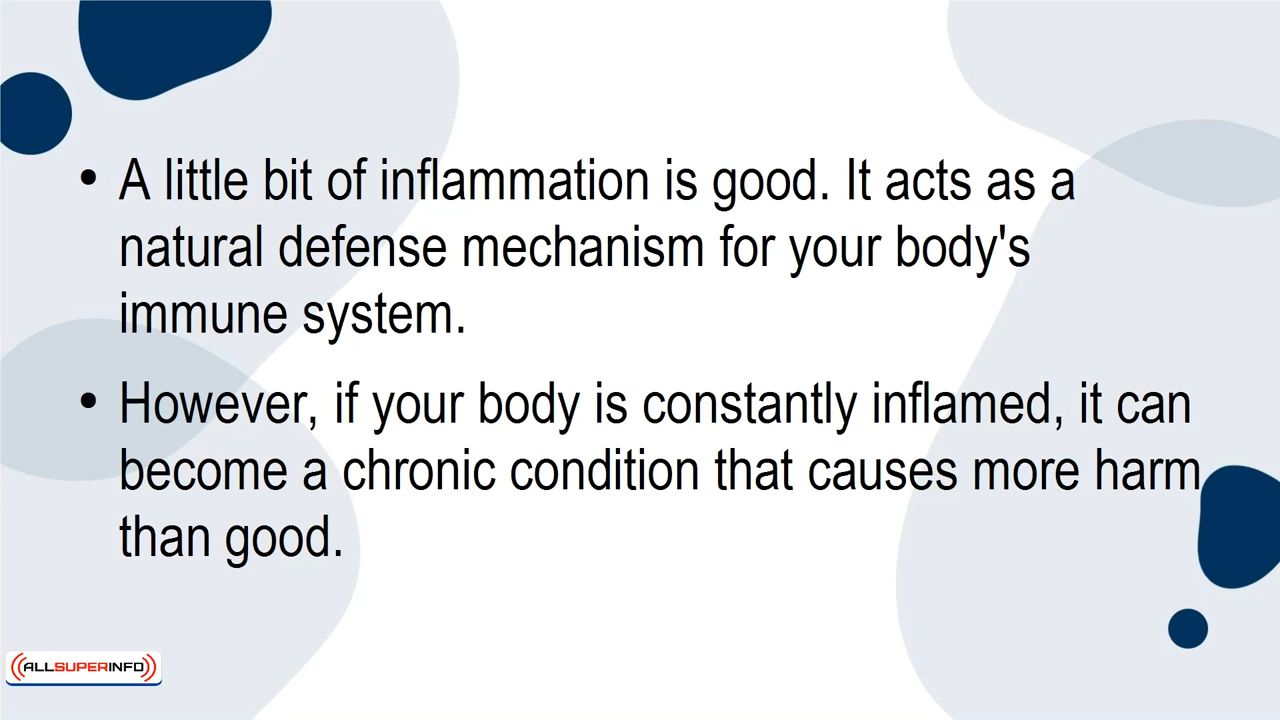 • A little bit of inflammation is good. It acts as a
natural defense mechanism for your body's
immune system.
• However, if your body is constantly inflamed, it can
become a chronic condition that causes more harm
than good.
ALLSUPERINFO